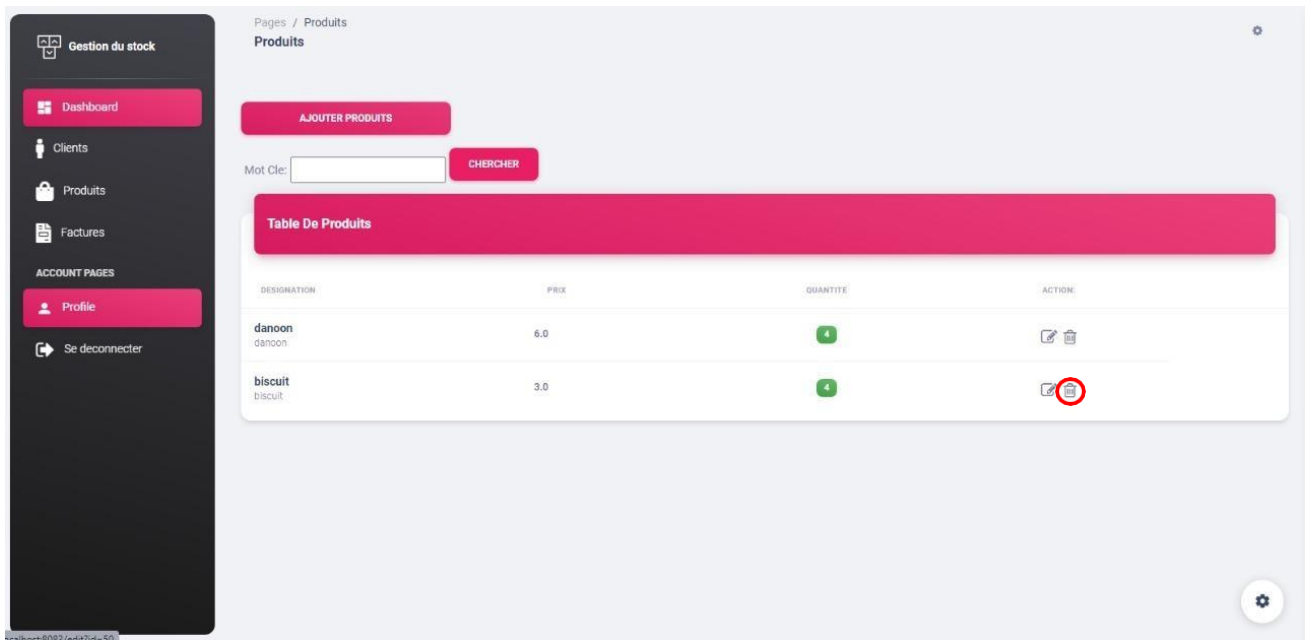 Gestion du stock
Dashboard
Clients
Produits
Factures
ACCOUNT PAGES
Profile
Se deconnecter
Pages / Produits
Produits
AJOUTER PRODUITS
Mot Cle:
CHERCHER
Table De Produits
DESIGNATION PRIX QUANTITE ACTION:
danoon 6.0 4
danoon
biscuit 3.0 4
biscuit